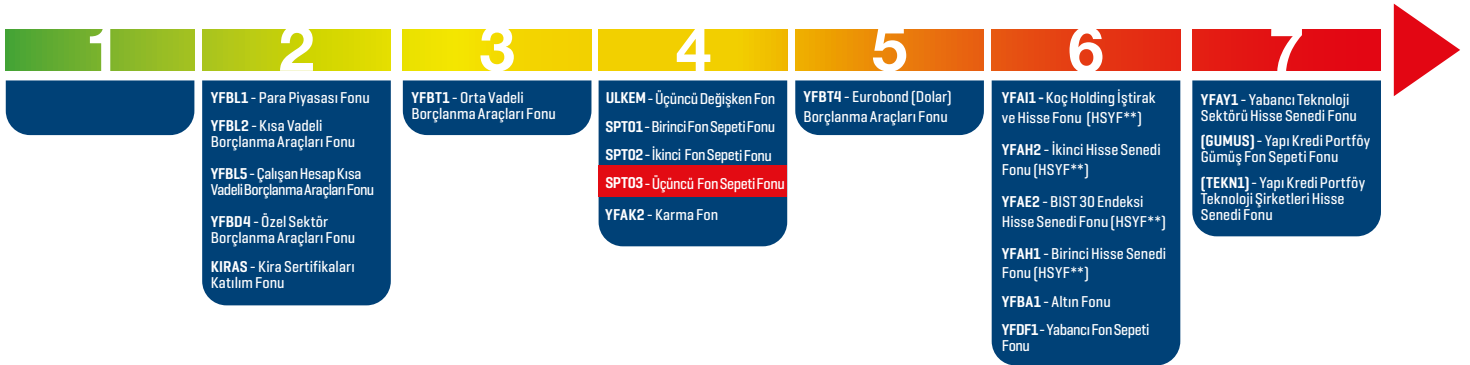 1
2
YFBL1 - Para Piyasası Fonu
YFBL2 - Kısa Vadeli
Borçlanma Araçları Fonu
YFBL5 - Çalışan Hesap Kısa
Vadeli Borçlanma Araçları Fonu
YFBD4 - Özel Sektör
Borçlanma Araçları Fonu
KIRAS - Kira Sertifikaları
Katılım Fonu
3
YFBT1 - Orta Vadeli
Borçlanma Araçları Fonu
4
ULKEM - Üçüncü Değişken Fon
SPT01 - Birinci Fon Sepeti Fonu
SPT02 - İkinci Fon Sepeti Fonu
SPT03 - Üçüncü Fon Sepeti Fonu
YFAK2 - Karma Fon
5
YFBT4 - Eurobond (Dolar)
Borçlanma Araçları Fonu
6
YFAI1 - Koç Holding İştirak
ve Hisse Fonu (HSYF**)
YFAH2 - İkinci Hisse Senedi
Fonu (HSYF**)
YFAE2 - BIST 30 Endeksi
Hisse Senedi Fonu (HSYF**)
YFAH1 - Birinci Hisse Senedi
Fonu (HSYF**)
YFBA1 - Altın Fonu
YFDF1 - Yabancı Fon Sepeti
Fonu
7
YFAY1 - Yabancı Teknoloji
Sektörü Hisse Senedi Fonu
(GUMUS) - Yapı Kredi Portföy
Gümüş Fon Sepeti Fonu
(TEKN1) - Yapı Kredi Portföy
Teknoloji Şirketleri Hisse
Senedi Fonu